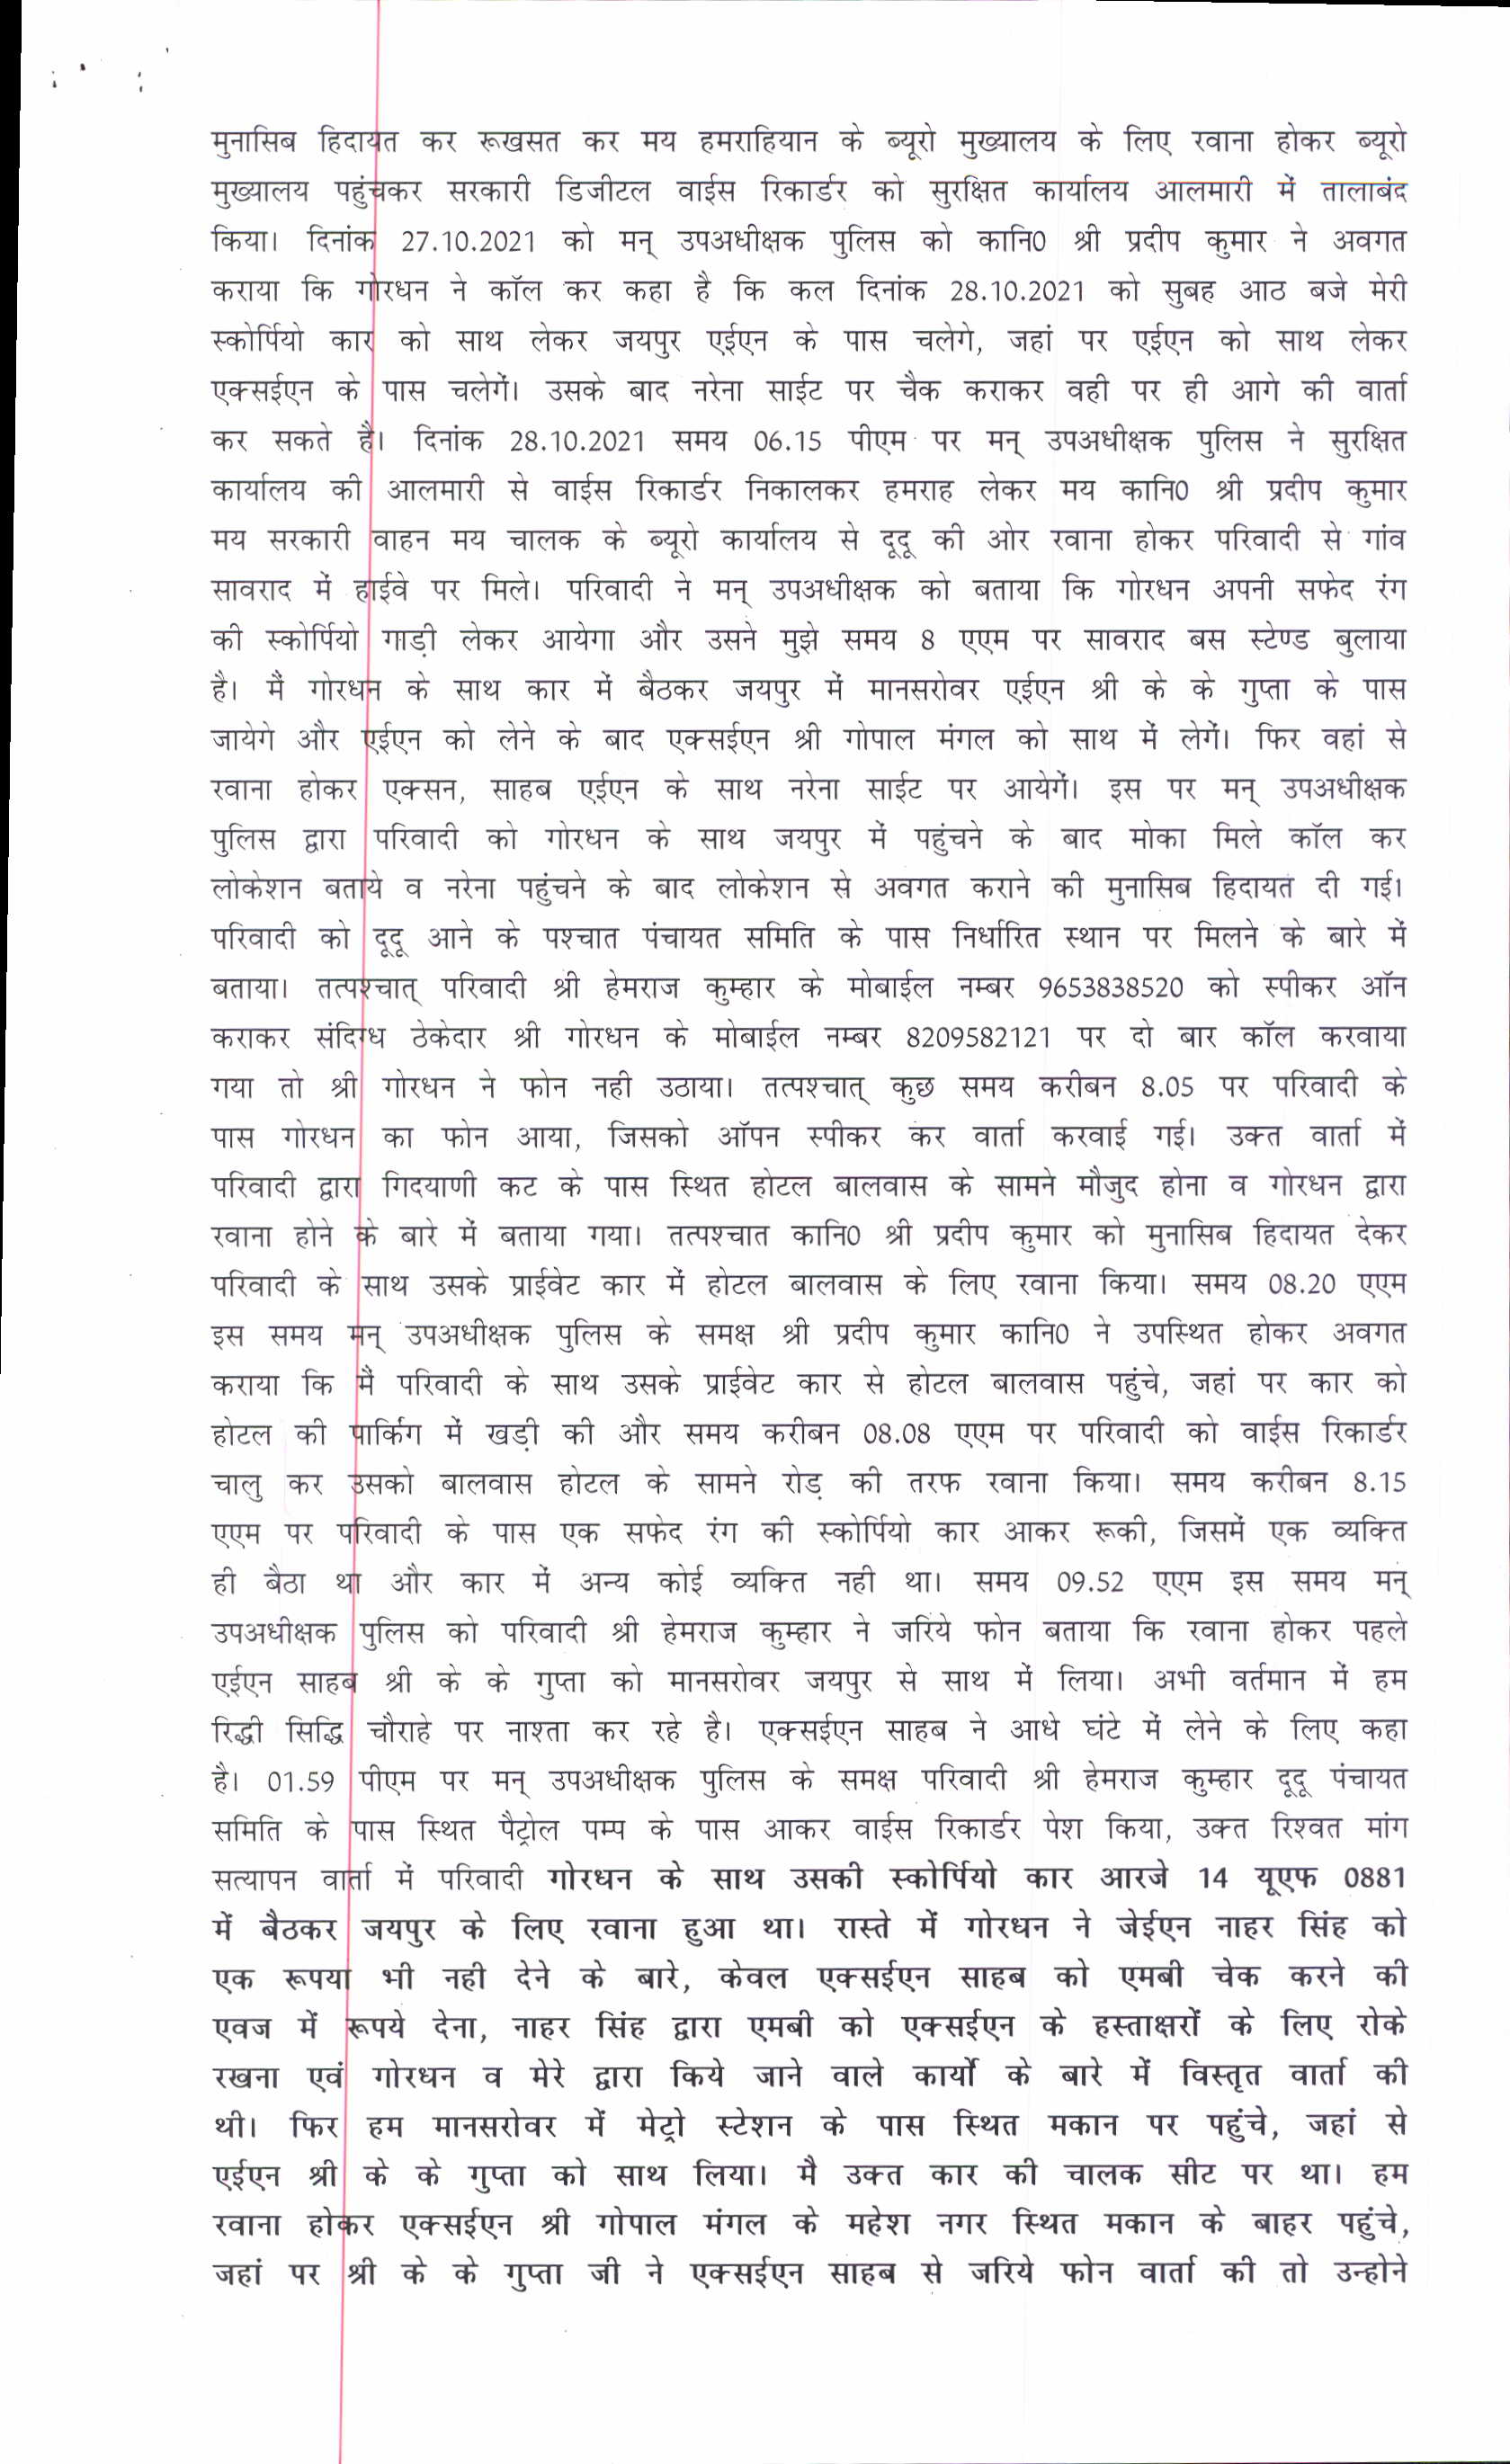 मुनासिब हिदायत कर रूखसत कर मय हमराहियान के ब्यूरो मुख्यालय के लिए रवाना होकर ब्यूरो
मुख्यालय पहुंचकर सरकारी डिजीटल वाईस रिकार्डर को सुरक्षित कार्यालय आलमारी में तालाबंद
किया। दिनांक 27.10.2021 को मन् उपअधीक्षक पुलिस को कानि0 श्री प्रदीप कुमार ने अवगत
कराया कि गोरधन ने कॉल कर कहा है कि कल दिनांक 28.10.2021 को सुबह आठ बजे मेरी
स्कोर्पियो कार को साथ लेकर जयपुर एईएन के पास चलेगे, जहां पर एईएन को साथ लेकर
एक्सईएन के पास चलेगें। उसके बाद नरेना साईट पर चैक कराकर वही पर ही आगे की वार्ता
कर सकते है। दिनांक 28.10.2021 समय 06.15 पीएम पर मन् उपअधीक्षक पुलिस ने सुरक्षित
कार्यालय की आलमारी से वाईस रिकार्डर निकालकर हमराह लेकर मय कानि0 श्री प्रदीप कुमार
मय सरकारी वाहन मय चालक के ब्यूरो कार्यालय से दूदू की ओर रवाना होकर परिवादी से गांव
सावराद में हाईवे पर मिले। परिवादी ने मन् उपअधीक्षक को बताया कि गोरधन अपनी सफेद रंग
की स्कोर्पियो गाड़ी लेकर आयेगा और उसने मुझे समय 8 एएम पर सावराद बस स्टेण्ड बुलाया
है। मैं गोरधन के साथ कार में बैठकर जयपुर में मानसरोवर एईएन श्री के के गुप्ता के पास
जायेगे और एईएन को लेने के बाद एक्सईएन श्री गोपाल मंगल को साथ में लेगें। फिर वहां से
रवाना होकर एक्सन, साहब एईएन के साथ नरेना साईट पर आयेगें। इस पर मन् उपअधीक्षक
पुलिस द्वारा परिवादी को गोरधन के साथ जयपुर में पहुंचने के बाद मोका मिले कॉल कर
लोकेशन बताये व नरेना पहुंचने के बाद लोकेशन से अवगत कराने की मुनासिब हिदायत दी गई।
परिवादी को दूदू आने के पश्चात पंचायत समिति के पास निर्धारित स्थान पर मिलने के बारे में
बताया। तत्पश्चात् परिवादी श्री हेमराज कुम्हार के मोबाईल नम्बर 9653838520 को स्पीकर ऑन
कराकर संदिग्ध ठेकेदार श्री गोरधन के मोबाईल नम्बर 8209582121 पर दो बार कॉल करवाया
गया तो श्री गोरधन ने फोन नही उठाया। तत्पश्चात् कुछ समय करीबन 8.05 पर परिवादी के
पास गोरधन का फोन आया, जिसको ऑपन स्पीकर कर वार्ता करवाई गई। उक्त वार्ता में
परिवादी द्वारा गिदयाणी कट के पास स्थित होटल बालवास के सामने मौजुद होना व गोरधन द्वारा
रवाना होने के बारे में बताया गया। तत्पश्चात कानि0 श्री प्रदीप कुमार को मुनासिब हिदायत देकर
परिवादी के साथ उसके प्राईवेट कार में होटल बालवास के लिए रवाना किया। समय 08.20 एएम
इस समय मन् उपअधीक्षक पुलिस के समक्ष श्री प्रदीप कुमार कानि0 ने उपस्थित होकर अवगत
कराया कि मैं परिवादी के साथ उसके प्राईवेट कार से होटल बालवास पहुंचे, जहां पर कार को
होटल की पार्किंग में खड़ी की और समय करीबन 08.08 एएम पर परिवादी को वाईस रिकार्डर
चालु कर उसको बालवास होटल के सामने रोड़ की तरफ रवाना किया। समय करीबन 8.15
एएम पर परिवादी के पास एक सफेद रंग की स्कोर्पियो कार आकर रूकी, जिसमें एक व्यक्ति
ही बैठा था और कार में अन्य कोई व्यक्ति नही था। समय 09.52 एएम इस समय मन्
उपअधीक्षक पुलिस को परिवादी श्री हेमराज कुम्हार ने जरिये फोन बताया कि रवाना होकर पहले
एईएन साहब श्री के के गुप्ता को मानसरोवर जयपुर से साथ में लिया। अभी वर्तमान में हम
रिद्धी सिद्धि चौराहे पर नाश्ता कर रहे है। एक्सईएन साहब ने आधे घंटे में लेने के लिए कहा
है। 01.59 पीएम पर मन् उपअधीक्षक पुलिस के समक्ष परिवादी श्री हेमराज कुम्हार दूदू पंचायत
समिति के पास स्थित पैट्रोल पम्प के पास आकर वाईस रिकार्डर पेश किया, उक्त रिश्वत मांग
सत्यापन वार्ता में परिवादी गोरधन के साथ उसकी स्कोर्पियो कार आरजे 14 यूएफ 0881
में बैठकर जयपुर के लिए रवाना हुआ था। रास्ते में गोरधन ने जेईएन नाहर सिंह को
एक रूपया भी नही देने के बारे, केवल एक्सईएन साहब को एमबी चेक करने की
एवज में रूपये देना, नाहर सिंह द्वारा एमबी को एक्सईएन के हस्ताक्षरों के लिए रोके
रखना एवं गोरधन व मेरे द्वारा किये जाने वाले कार्यो के बारे में विस्तृत वार्ता की
थी। फिर हम मानसरोवर में मेट्रो स्टेशन के पास स्थित मकान पर पहुंचे, जहां से
एईएन श्री के के गुप्ता को साथ लिया। मै उक्त कार की चालक सीट पर था। हम
रवाना होकर एक्सईएन श्री गोपाल मंगल के महेश नगर स्थित मकान के बाहर पहुंचे,
जहां पर श्री के के गुप्ता जी ने एक्सईएन साहब से जरिये फोन वार्ता की तो उन्होने